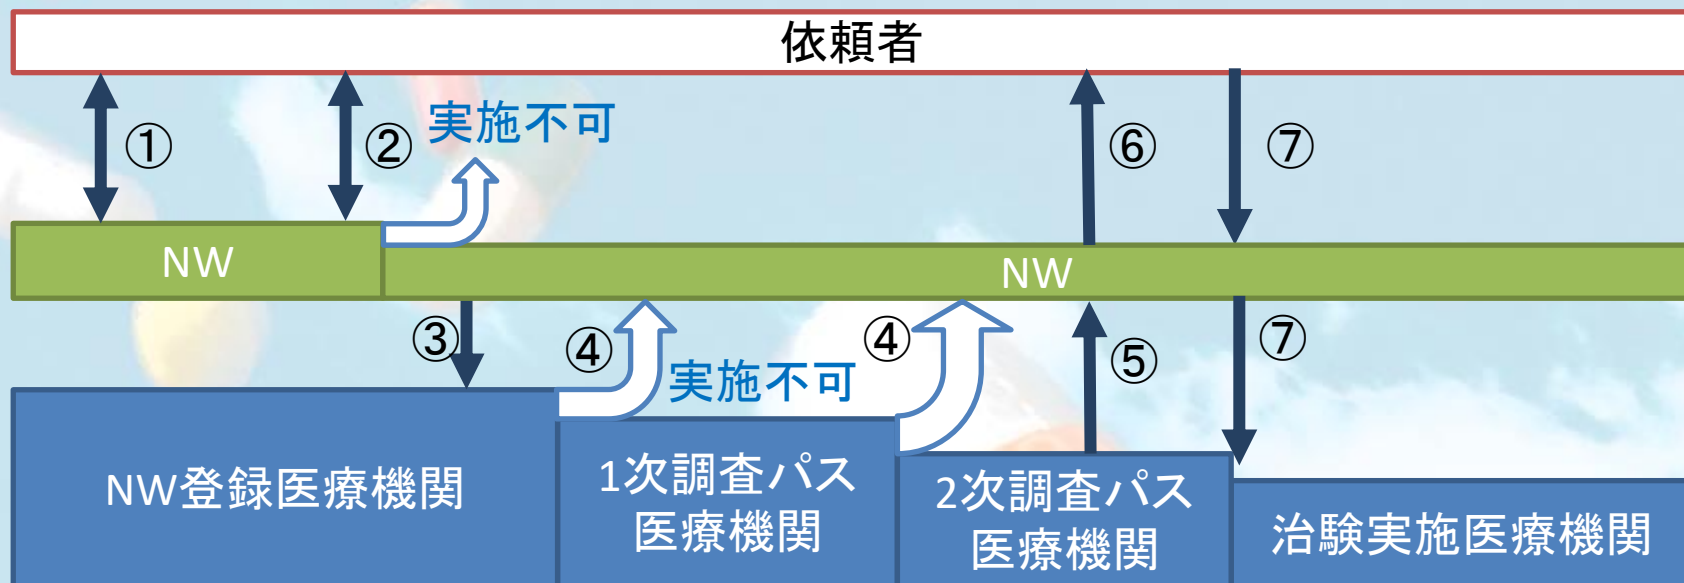 依頼者
①
②
実施不可
⑥
⑦
NW
NW
③
④
実施不可
④
⑤
⑦
NW登録医療機関
1次調査パス
医療機関
2次調査パス
医療機関
治験実施医療機関